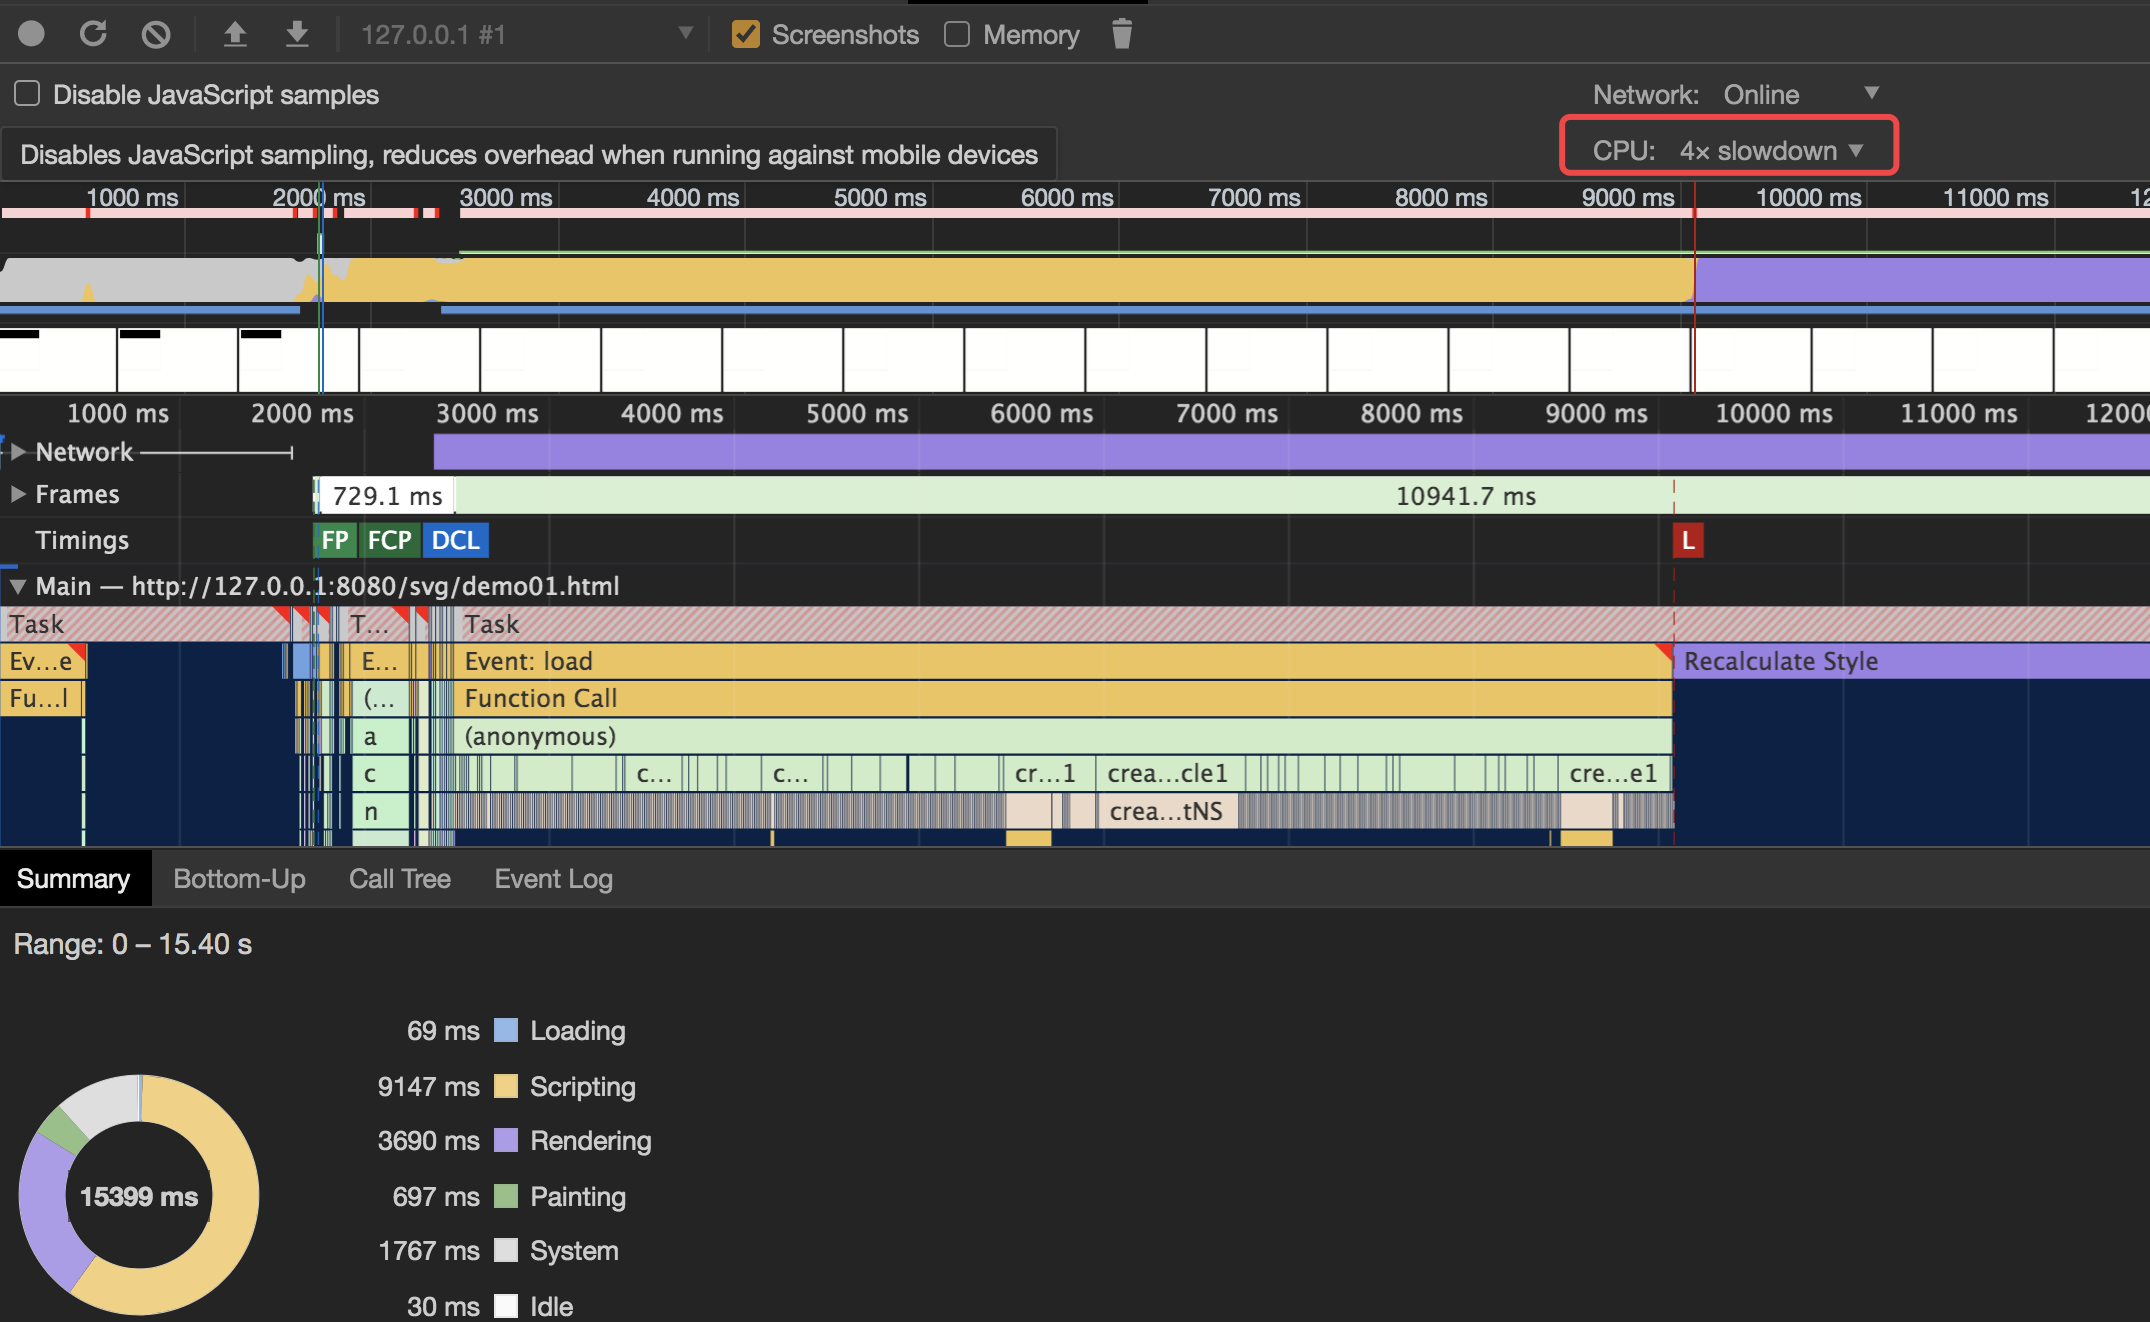 127.0.0.1 #1 Screenshots Memory
Disable JavaScript samples Network: Online
Disables JavaScript sampling, reduces overhead when running against mobile devices CPU: 4× slowdown
1000 ms 2000 ms 3000 ms 4000 ms 5000 ms 6000 ms 7000 ms 8000 ms 9000 ms 10000 ms 11000 ms 12
1000 ms 2000 ms 3000 ms 4000 ms 5000 ms 6000 ms 7000 ms 8000 ms 9000 ms 10000 ms 11000 ms 1200
Network
Frames 729.1 ms 10941.7 ms
Timings FP FCP DCL L
Main — http://127.0.0.1:8080/svg/demo01.html
Task T... Task
Ev...e E... Event: load Recalculate Style
Fu...l (... Function Call
a (anonymous)
c c... c... cr...1 crea...cle1 cre...e1
n crea...tNS
Summary Bottom-Up Call Tree Event Log
Range: 0 – 15.40 s
69 ms Loading
9147 ms Scripting
3690 ms Rendering
15399 ms
697 ms Painting
1767 ms System
30 ms Idle